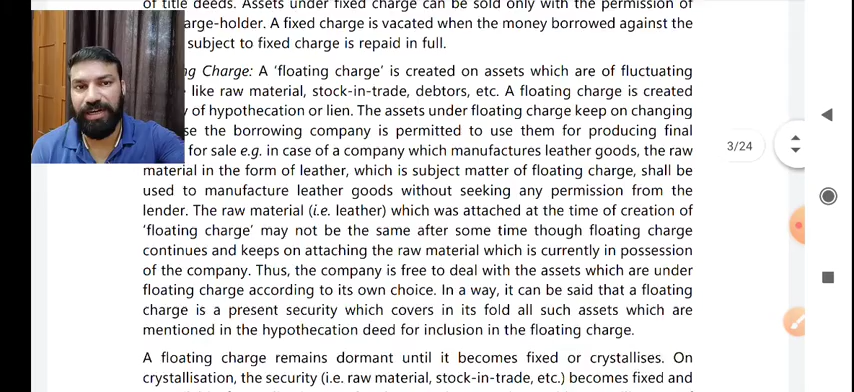 of title deeds. Assets under fixed charge can be sold only with the permission of
arge-holder. A fixed charge is vacated when the money borrowed against the
subject to fixed charge is repaid in full.
ng Charge: A ‘floating charge’ is created on assets which are of fluctuating
like raw material, stock-in-trade, debtors, etc. A floating charge is created
y of hypothecation or lien. The assets under floating charge keep on changing
se the borrowing company is permitted to use them for producing final
for sale e.g. in case of a company which manufactures leather goods, the raw
3/24
material in the form of leather, which is subject matter of floating charge, shall be
used to manufacture leather goods without seeking any permission from the
lender. The raw material (i.e. leather) which was attached at the time of creation of
‘floating charge’ may not be the same after some time though floating charge
continues and keeps on attaching the raw material which is currently in possession
of the company. Thus, the company is free to deal with the assets which are under
floating charge according to its own choice. In a way, it can be said that a floating
charge is a present security which covers in its fold all such assets which are
mentioned in the hypothecation deed for inclusion in the floating charge.
A floating charge remains dormant until it becomes fixed or crystallises. On
crystallisation, the security (i.e. raw material, stock-in-trade, etc.) becomes fixed and